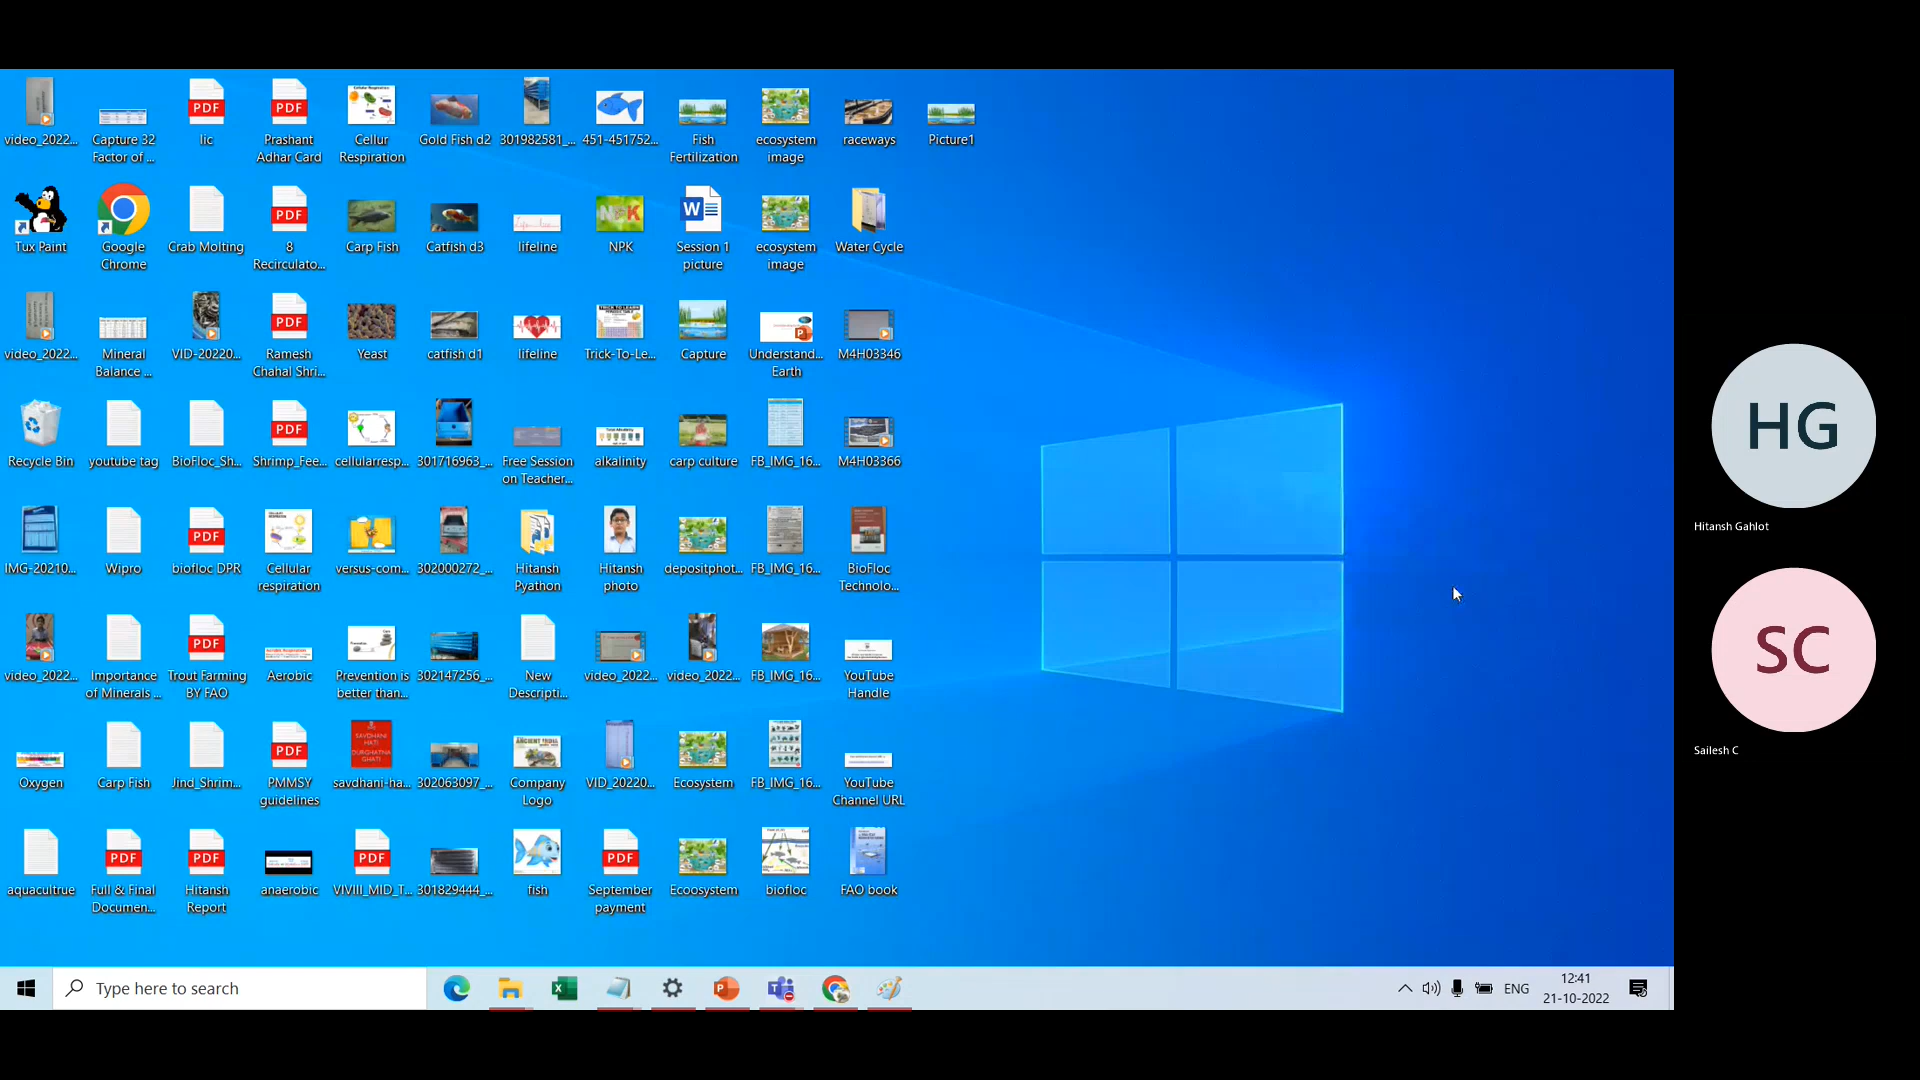 video_2022...
Capture 32
Factor of ...
lic
Prashant
Adhar Card
Cellur
Respiration
Gold Fish d2
301982581_...
451-451752...
Fish
Fertilization
ecosystem
image
raceways
Picture1
Tux Paint
Google
Chrome
Crab Molting
8
Recirculato...
Carp Fish
Catfish d3
lifeline
NPK
Session 1
picture
ecosystem
image
Water Cycle
video_2022...
Mineral
Balance ...
VID-20220...
Ramesh
Chahal Shri...
Yeast
catfish d1
lifeline
Trick-To-Le...
Capture
Understand...
Earth
M4H03346
Recycle Bin
youtube tag
BioFloc_Sh...
Shrimp_Fee...
cellularresp...
301716963_...
Free Session
on Teacher...
alkalinity
carp culture
FB_IMG_16...
M4H03366
IMG-20210...
Wipro
biofloc DPR
Cellular
respiration
versus-com...
302000272_...
Hitansh
Pyathon
Hitansh
photo
depositphot...
FB_IMG_16...
BioFloc
Technolo...
video_2022...
Importance
of Minerals ...
Trout Farming
BY FAO
Aerobic
Prevention is
better than...
302147256_...
New
Descripti...
video_2022...
video_2022...
FB_IMG_16...
YouTube
Handle
Oxygen
Carp Fish
Jind_Shrim...
PMMSY
guidelines
savdhani-ha...
302063097_...
Company
Logo
VID_20220...
Ecosystem
FB_IMG_16...
YouTube
Channel URL
aquacultrue
Full & Final
Documen...
Hitansh
Report
anaerobic
VIVIII_MID_T...
301829444_...
fish
September
payment
Ecoosystem
biofloc
FAO book
HG
Hitansh Gahlot
SC
Sailesh C
Type here to search
ENG
12:41
21-10-2022